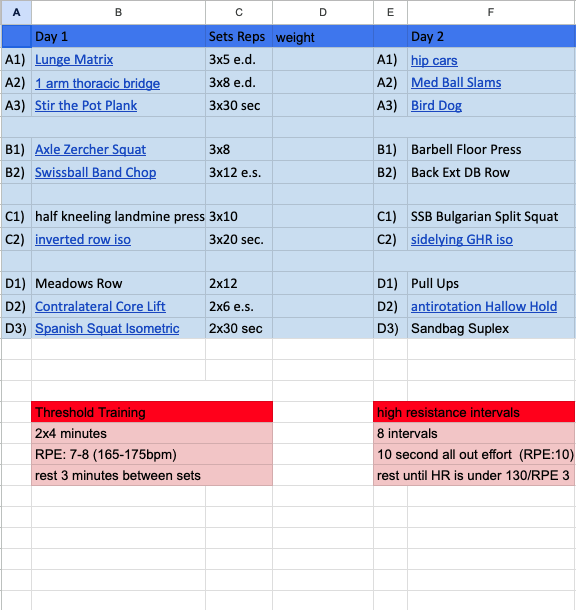 A B C D E F
Day 1 Sets Reps weight Day 2
A1) Lunge Matrix 3x5 e.d. A1) hip cars
A2) 1 arm thoracic bridge 3x8 e.d. A2) Med Ball Slams
A3) Stir the Pot Plank 3x30 sec A3) Bird Dog
B1) Axle Zercher Squat 3x8 B1) Barbell Floor Press
B2) Swissball Band Chop 3x12 e.s. B2) Back Ext DB Row
C1) half kneeling landmine press 3x10 C1) SSB Bulgarian Split Squat
C2) inverted row iso 3x20 sec. C2) sidelying GHR iso
D1) Meadows Row 2x12 D1) Pull Ups
D2) Contralateral Core Lift 2x6 e.s. D2) antirotation Hallow Hold
D3) Spanish Squat Isometric 2x30 sec D3) Sandbag Suplex
Threshold Training high resistance intervals
2x4 minutes 8 intervals
RPE: 7-8 (165-175bpm) 10 second all out effort (RPE:10)
rest 3 minutes between sets rest until HR is under 130/RPE 3